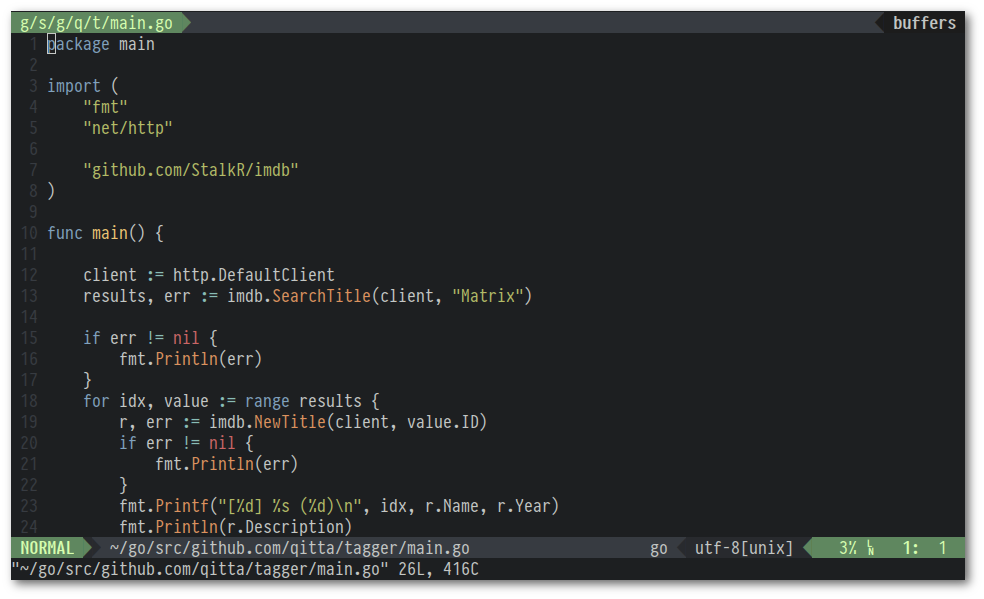 g/s/g/q/t/main.go buffers
1 package main
2
3 import (
4     "fmt"
5     "net/http"
6
7     "github.com/StalkR/imdb"
8 )
9
10 func main() {
11
12     client := http.DefaultClient
13     results, err := imdb.SearchTitle(client, "Matrix")
14
15     if err != nil {
16         fmt.Println(err)
17     }
18     for idx, value := range results {
19         r, err := imdb.NewTitle(client, value.ID)
20         if err != nil {
21             fmt.Println(err)
22         }
23         fmt.Printf("[%d] %s (%d)\n", idx, r.Name, r.Year)
24         fmt.Println(r.Description)
NORMAL ~/go/src/github.com/qitta/tagger/main.go go utf-8[unix] 3% ␤ 1: 1
"~/go/src/github.com/qitta/tagger/main.go" 26L, 416C